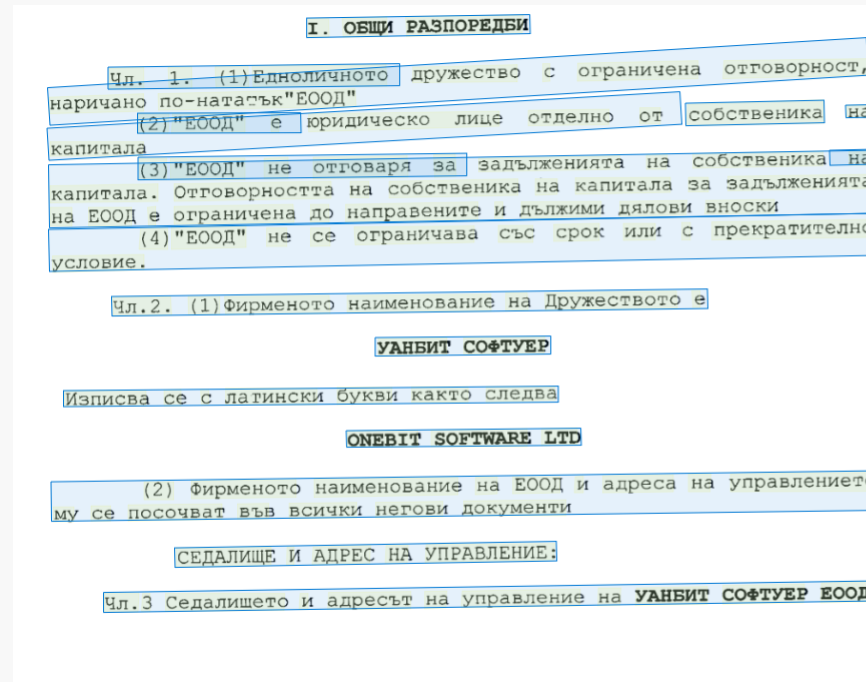 I. ОБЩИ РАЗПОРЕДБИ
Чл. 1. (1)Едноличното дружество с ограничена отговорност,
наричано по-нататък"ЕООД"
(2)"ЕООД" е юридическо лице отделно от собственика на
капитала
(3)"ЕООД" не отговаря за задълженията на собственика на
капитала. Отговорността на собственика на капитала за задълженията
на ЕООД е ограничена до направените и дължими дялови вноски
(4)"ЕООД" не се ограничава със срок или с прекратително
условие.
Чл.2. (1)Фирменото наименование на Дружеството е
УАНБИТ СОФТУЕР
Изписва се с латински букви както следва
ONEBIT SOFTWARE LTD
(2) Фирменото наименование на ЕООД и адреса на управлението
му се посочват във всички негови документи
СЕДАЛИЩЕ И АДРЕС НА УПРАВЛЕНИЕ:
Чл.3 Седалището и адресът на управление на УАНБИТ СОФТУЕР ЕООД